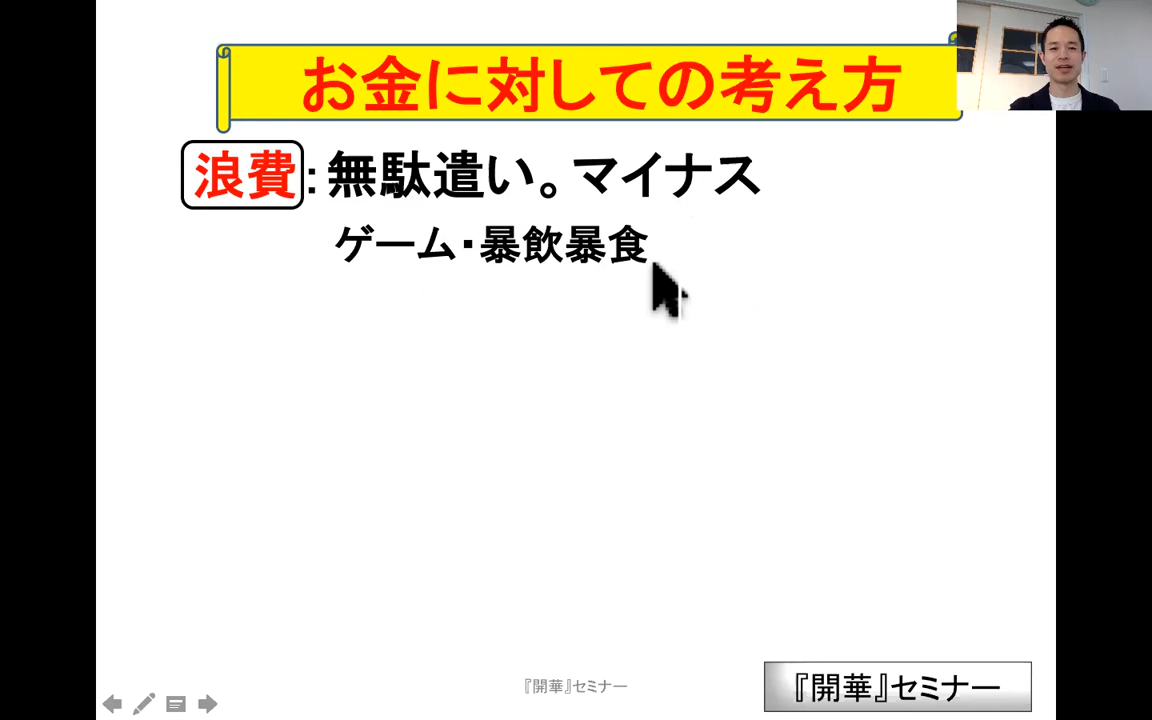 お金に対しての考え方
浪費：無駄遣い。マイナス
ゲーム・暴飲暴食
『開華』セミナー
『開華』セミナー